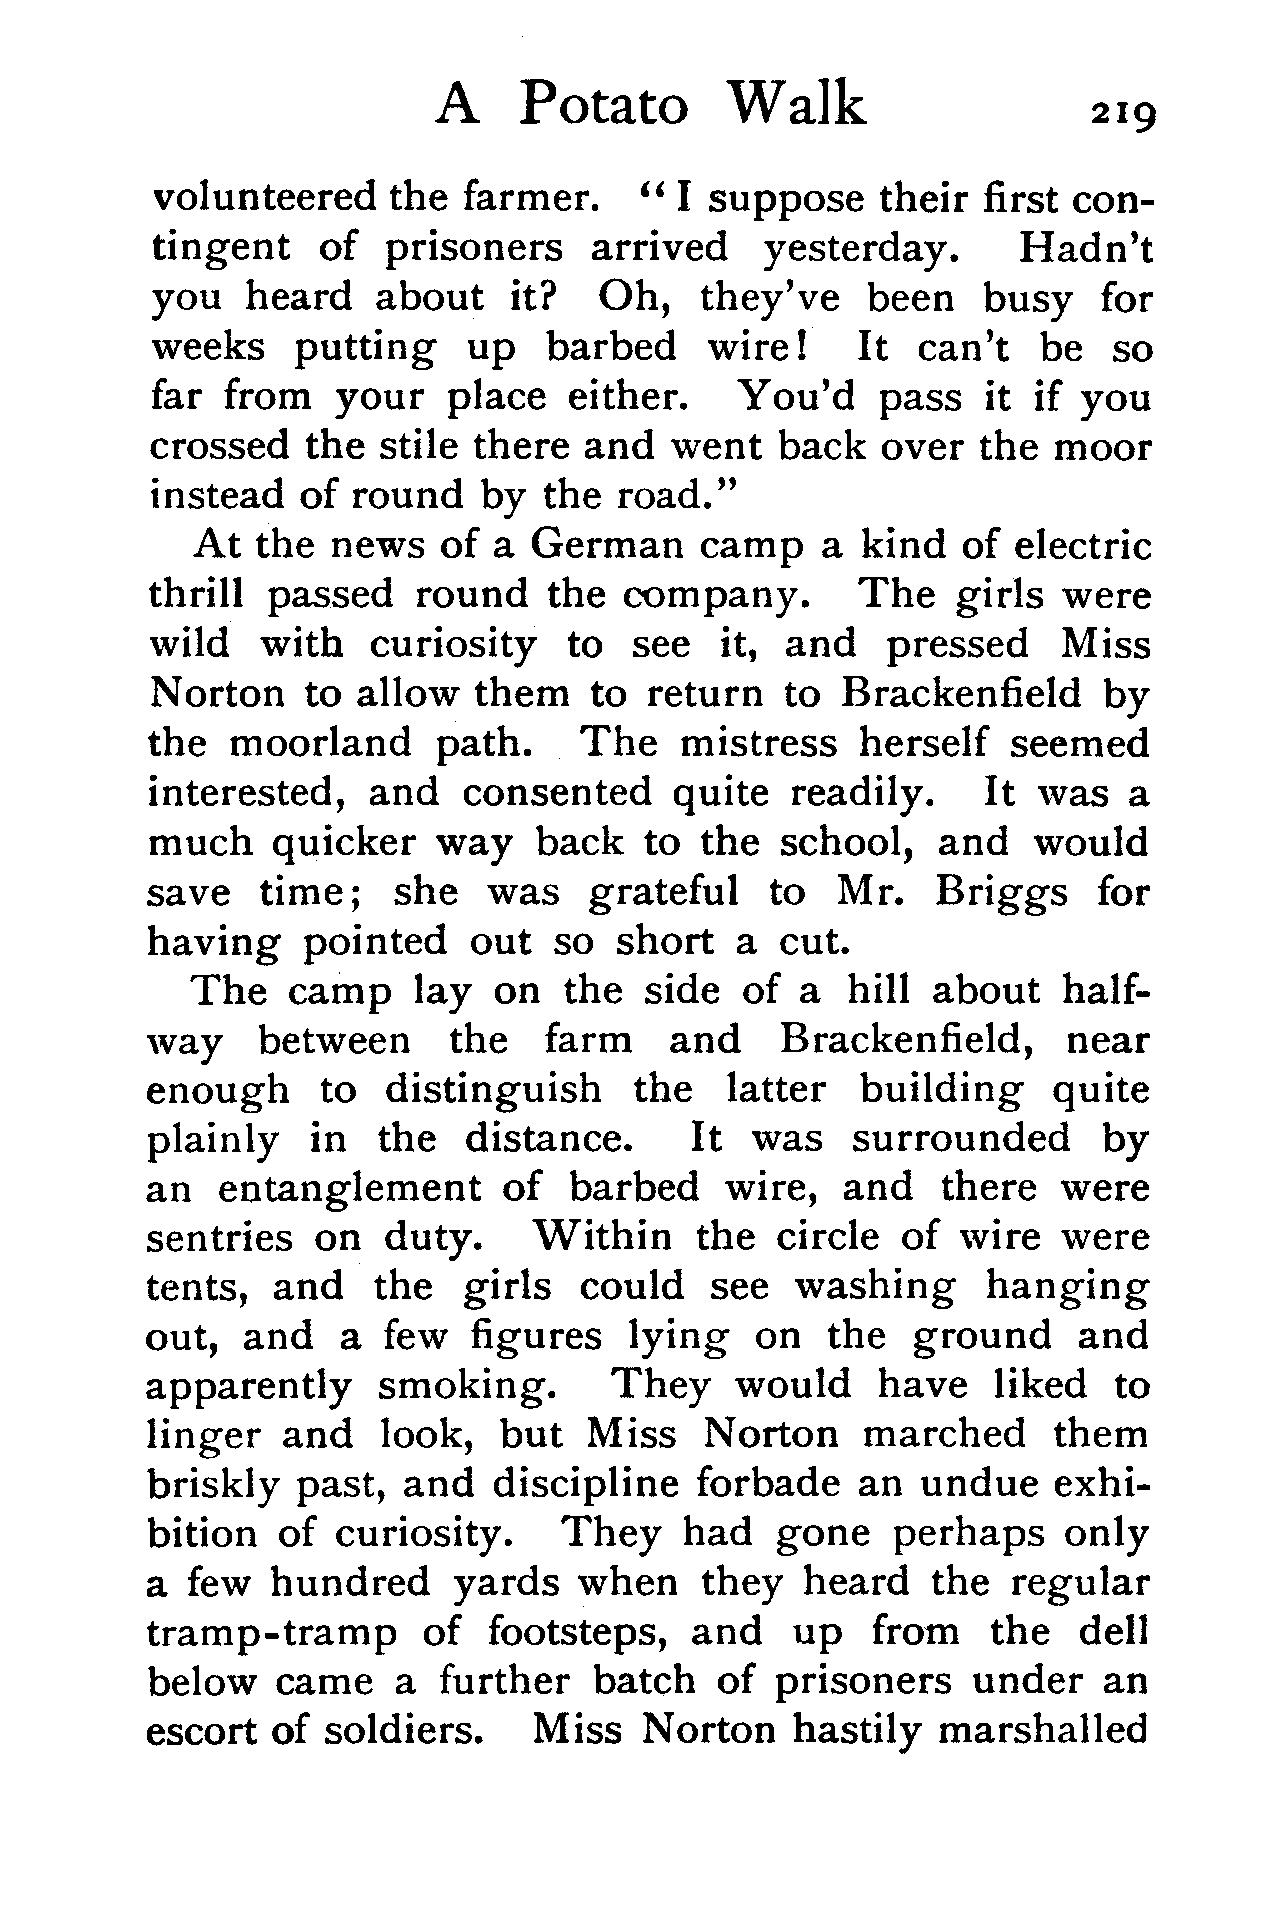 A Potato Walk 219
volunteered the farmer. “I suppose their first con-
tingent of prisoners arrived yesterday. Hadn't
you heard about it? Oh, they've been busy for
weeks putting up barbed wire! It can't be so
far from your place either. You'd pass it if you
crossed the stile there and went back over the moor
instead of round by the road.”
At the news of a German camp a kind of electric
thrill passed round the company. The girls were
wild with curiosity to see it, and pressed Miss
Norton to allow them to return to Brackenfield by
the moorland path. The mistress herself seemed
interested, and consented quite readily. It was a
much quicker way back to the school, and would
save time; she was grateful to Mr. Briggs for
having pointed out so short a cut.
The camp lay on the side of a hill about half-
way between the farm and Brackenfield, near
enough to distinguish the latter building quite
plainly in the distance. It was surrounded by
an entanglement of barbed wire, and there were
sentries on duty. Within the circle of wire were
tents, and the girls could see washing hanging
out, and a few figures lying on the ground and
apparently smoking. They would have liked to
linger and look, but Miss Norton marched them
briskly past, and discipline forbade an undue exhi-
bition of curiosity. They had gone perhaps only
a few hundred yards when they heard the regular
tramp-tramp of footsteps, and up from the dell
below came a further batch of prisoners under an
escort of soldiers. Miss Norton hastily marshalled